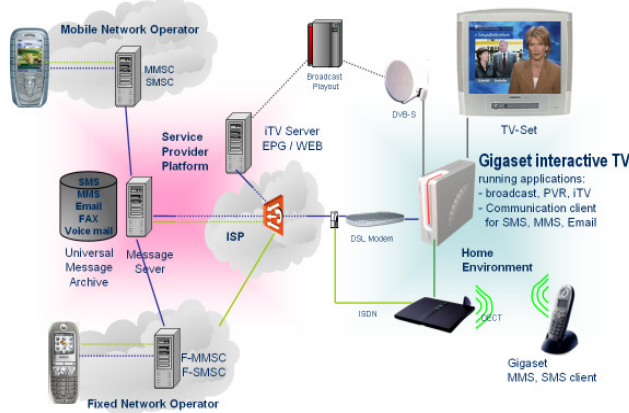 Mobile Network Operator
MMSC
SMSC
Broadcast
Playout
DVB-S
TV-Set
Service
Provider
Platform
iTV Server
EPG / WEB
Gigaset interactive TV
running applications:
- broadcast, PVR, iTV
- Communication client
for SMS, MMS, Email
SMS
MMS
Email
FAX
Voice mail
ISP
DSL Modem
Universal
Message
Archive
Message
Sever
Home
Environment
ISDN
DECT
F-MMSC
F-SMSC
Gigaset
MMS, SMS client
Fixed Network Operator